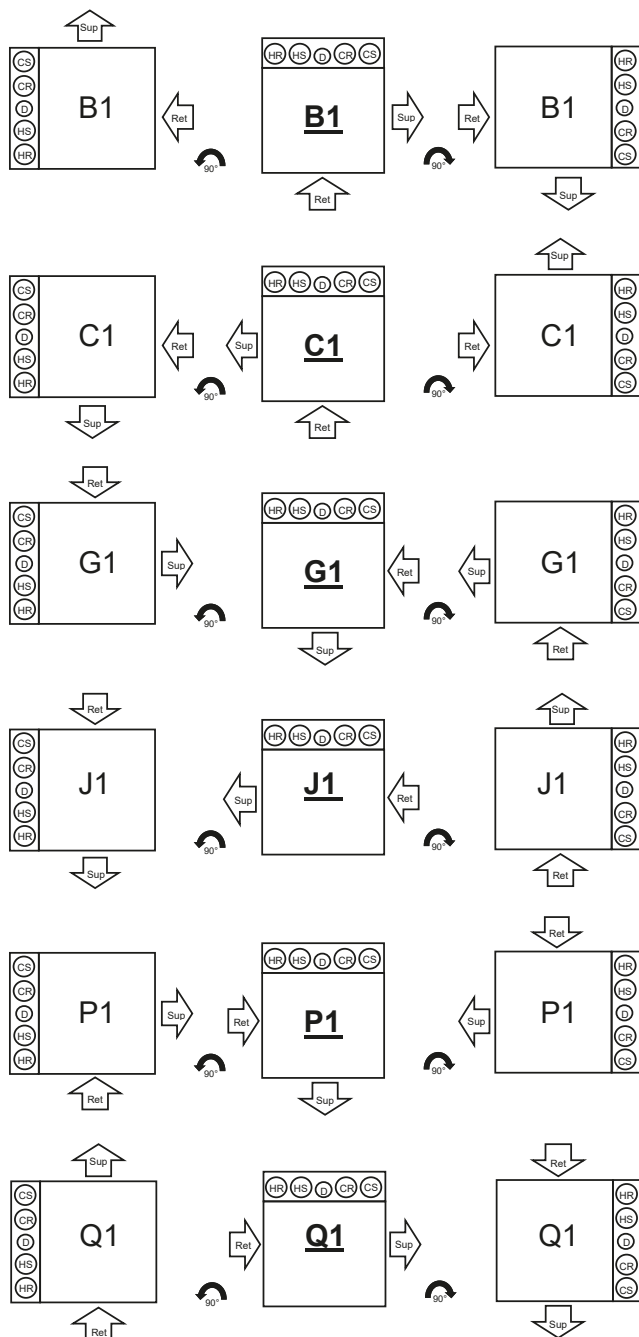 Sup
CS
CR
D
HS
HR
B1
Ret
90°
HR HS D CR CS
B1
Sup
Ret
90°
Ret
B1
HR
HS
D
CR
CS
Sup
CS
CR
D
HS
HR
C1
Ret
Sup
90°
HR HS D CR CS
Sup
C1
Ret
90°
Sup
Ret
C1
HR
HS
D
CR
CS
Ret
CS
CR
D
HS
HR
G1
Sup
90°
HR HS D CR CS
G1
Ret
Sup
90°
Sup
G1
HR
HS
D
CR
CS
Ret
Ret
CS
CR
D
HS
HR
J1
Sup
90°
HR HS D CR CS
Sup
J1
Ret
90°
Sup
J1
HR
HS
D
CR
CS
Ret
CS
CR
D
HS
HR
P1
Sup
Ret
90°
HR HS D CR CS
Ret
P1
Sup
90°
Ret
Sup
P1
HR
HS
D
CR
CS
Sup
CS
CR
D
HS
HR
Q1
Ret
90°
HR HS D CR CS
Ret
Q1
Sup
90°
Ret
Q1
HR
HS
D
CR
CS
Sup